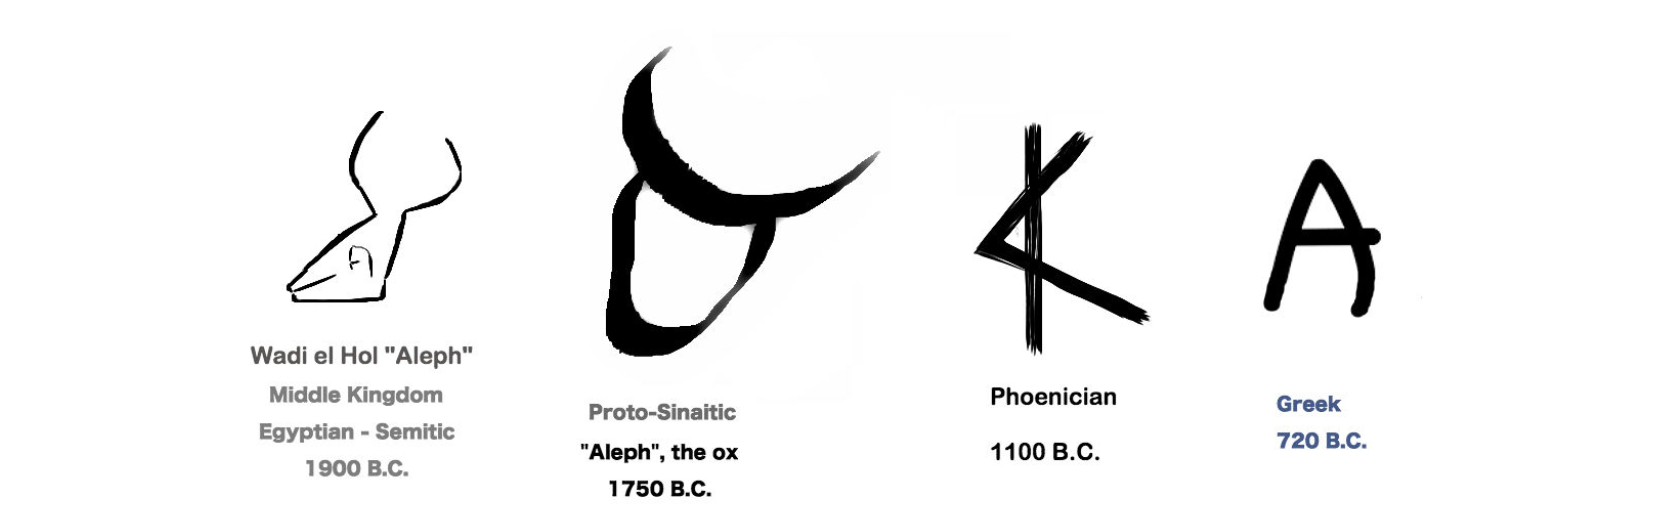 Wadi el Hol "Aleph"
Middle Kingdom
Egyptian - Semitic
1900 B.C.
Proto-Sinaitic
"Aleph", the ox
1750 B.C.
Phoenician
1100 B.C.
A
Greek
720 B.C.